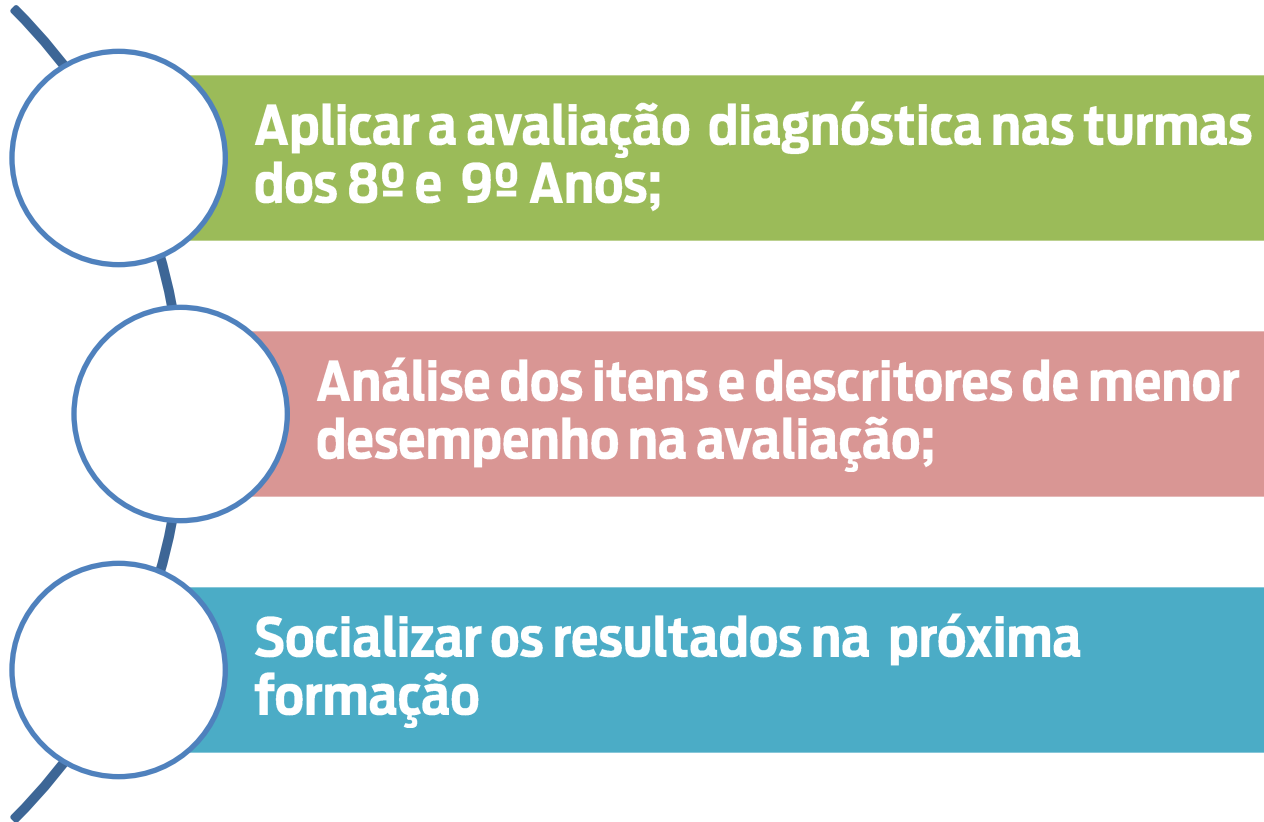 Aplicar a avaliação diagnóstica nas turmas
dos 8º e 9º Anos;
Análise dos itens e descritores de menor
desempenho na avaliação;
Socializar os resultados na próxima
formação